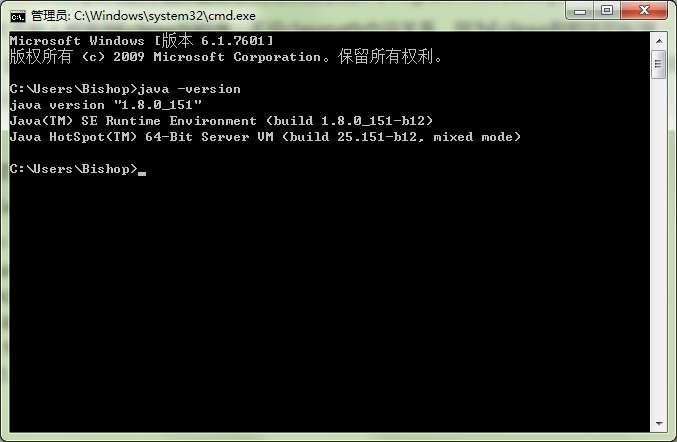 管理员: C:\Windows\system32\cmd.exe
Microsoft Windows [版本 6.1.7601]
版权所有 (c) 2009 Microsoft Corporation。保留所有权利。
C:\Users\Bishop>java -version
java version "1.8.0_151"
Java(TM) SE Runtime Environment (build 1.8.0_151-b12)
Java HotSpot(TM) 64-Bit Server VM (build 25.151-b12, mixed mode)
C:\Users\Bishop>